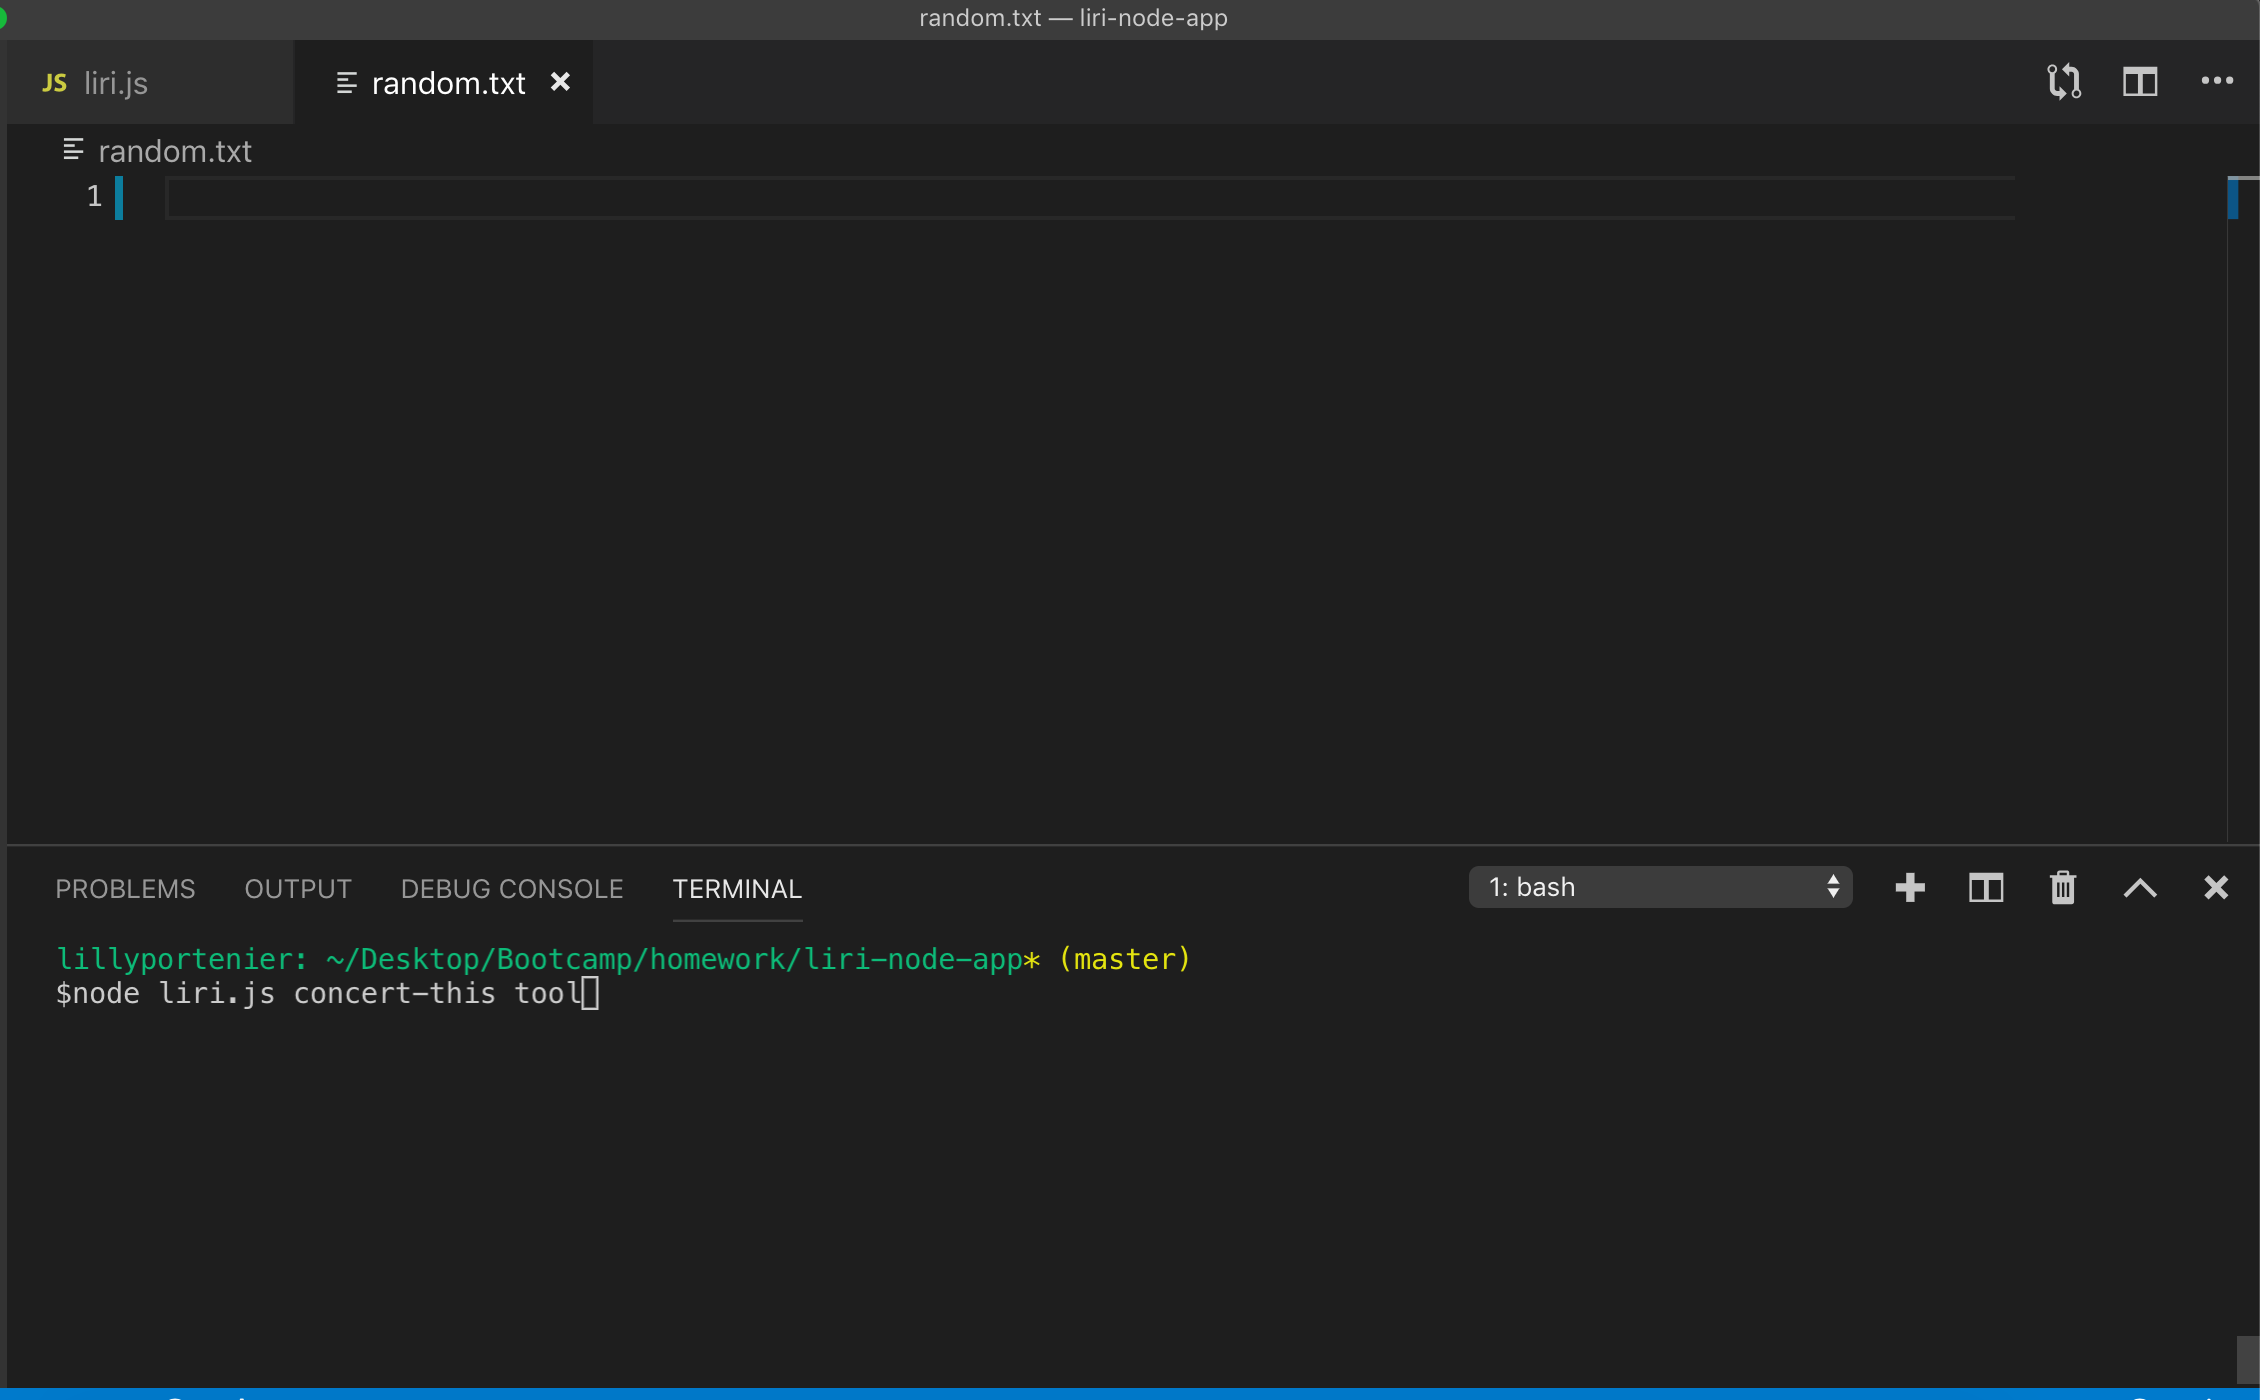 random.txt — liri-node-app
JS liri.js
random.txt
random.txt
1
PROBLEMS OUTPUT DEBUG CONSOLE TERMINAL 1: bash
lillyportenier: ~/Desktop/Bootcamp/homework/liri-node-app* (master)
$node liri.js concert-this tool